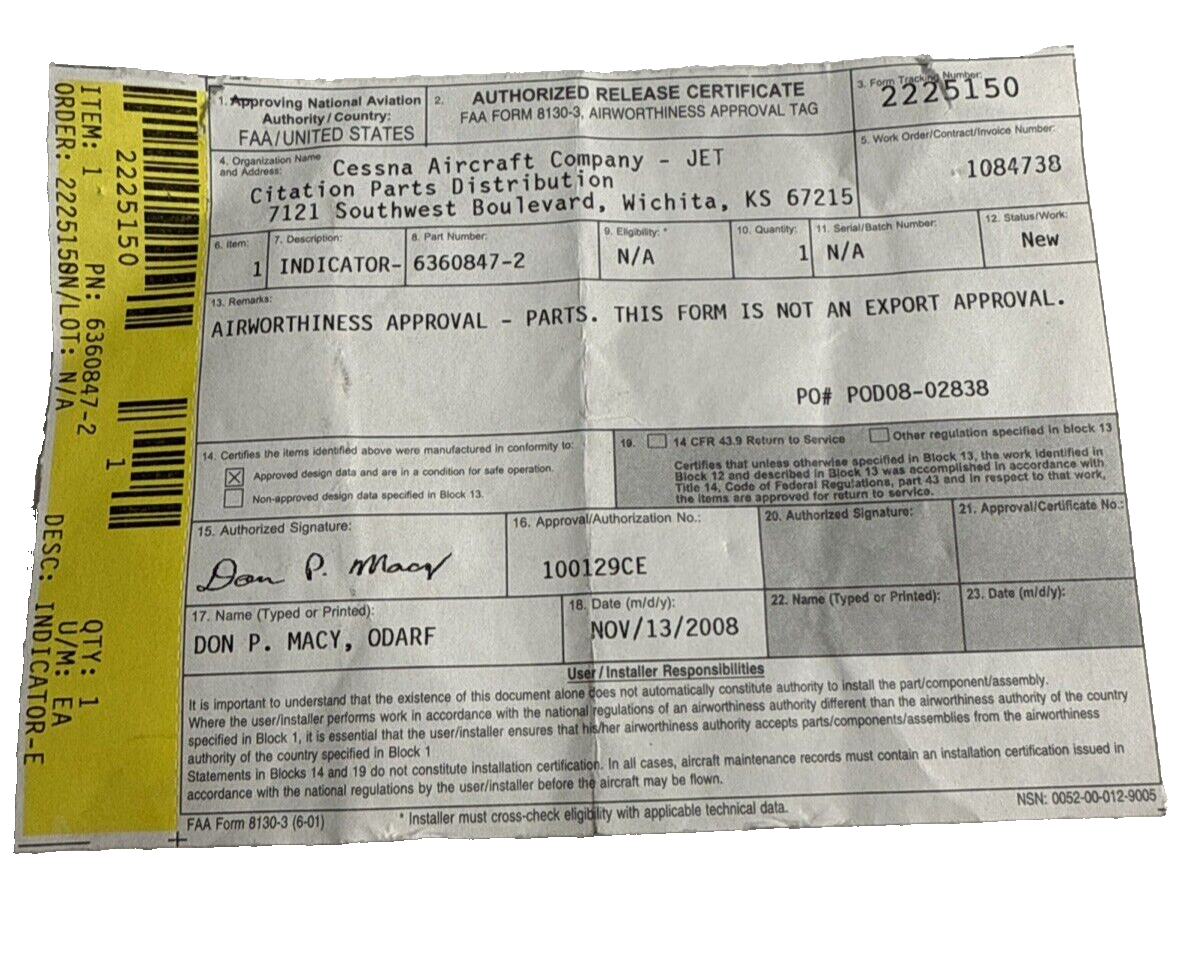 ITEM: 1 PN: 6360847-2 QTY: 1
ORDER: 2225150N/LOT: N/A U/M: EA
DESC: INDICATOR-E
2225150
1
1. Approving National Aviation
Authority / Country:
FAA/UNITED STATES
2.
AUTHORIZED RELEASE CERTIFICATE
FAA FORM 8130-3, AIRWORTHINESS APPROVAL TAG
3. Form Tracking Number:
2225150
4. Organization Name
and Address:
Cessna Aircraft Company - JET
Citation Parts Distribution
7121 Southwest Boulevard, Wichita, KS 67215
5. Work Order/Contract/Invoice Number:
1084738
6. Item:
1
7. Description:
INDICATOR-
8. Part Number:
6360847-2
9. Eligibility: *
N/A
10. Quantity:
1
11. Serial/Batch Number:
N/A
12. Status/Work:
New
13. Remarks:
AIRWORTHINESS APPROVAL - PARTS. THIS FORM IS NOT AN EXPORT APPROVAL.
PO# POD08-02838
14. Certifies the items identified above were manufactured in conformity to:
Approved design data and are in a condition for safe operation.
Non-approved design data specified in Block 13.
19. 14 CFR 43.9 Return to Service Other regulation specified in block 13
Certifies that unless otherwise specified in Block 13, the work identified in
Block 12 and described in Block 13 was accomplished in accordance with
Title 14, Code of Federal Regulations, part 43 and in respect to that work,
the items are approved for return to service.
15. Authorized Signature:
Don P. Macy
16. Approval/Authorization No.:
100129CE
20. Authorized Signature:
21. Approval/Certificate No.:
17. Name (Typed or Printed):
DON P. MACY, ODARF
18. Date (m/d/y):
NOV/13/2008
22. Name (Typed or Printed):
23. Date (m/d/y):
User / Installer Responsibilities
It is important to understand that the existence of this document alone does not automatically constitute authority to install the part/component/assembly.
Where the user/installer performs work in accordance with the national regulations of an airworthiness authority different than the airworthiness authority of the country
specified in Block 1, it is essential that the user/installer ensures that his/her airworthiness authority accepts parts/components/assemblies from the airworthiness
authority of the country specified in Block 1
Statements in Blocks 14 and 19 do not constitute installation certification. In all cases, aircraft maintenance records must contain an installation certification issued in
accordance with the national regulations by the user/installer before the aircraft may be flown.
FAA Form 8130-3 (6-01)
* Installer must cross-check eligibility with applicable technical data.
NSN: 0052-00-012-9005